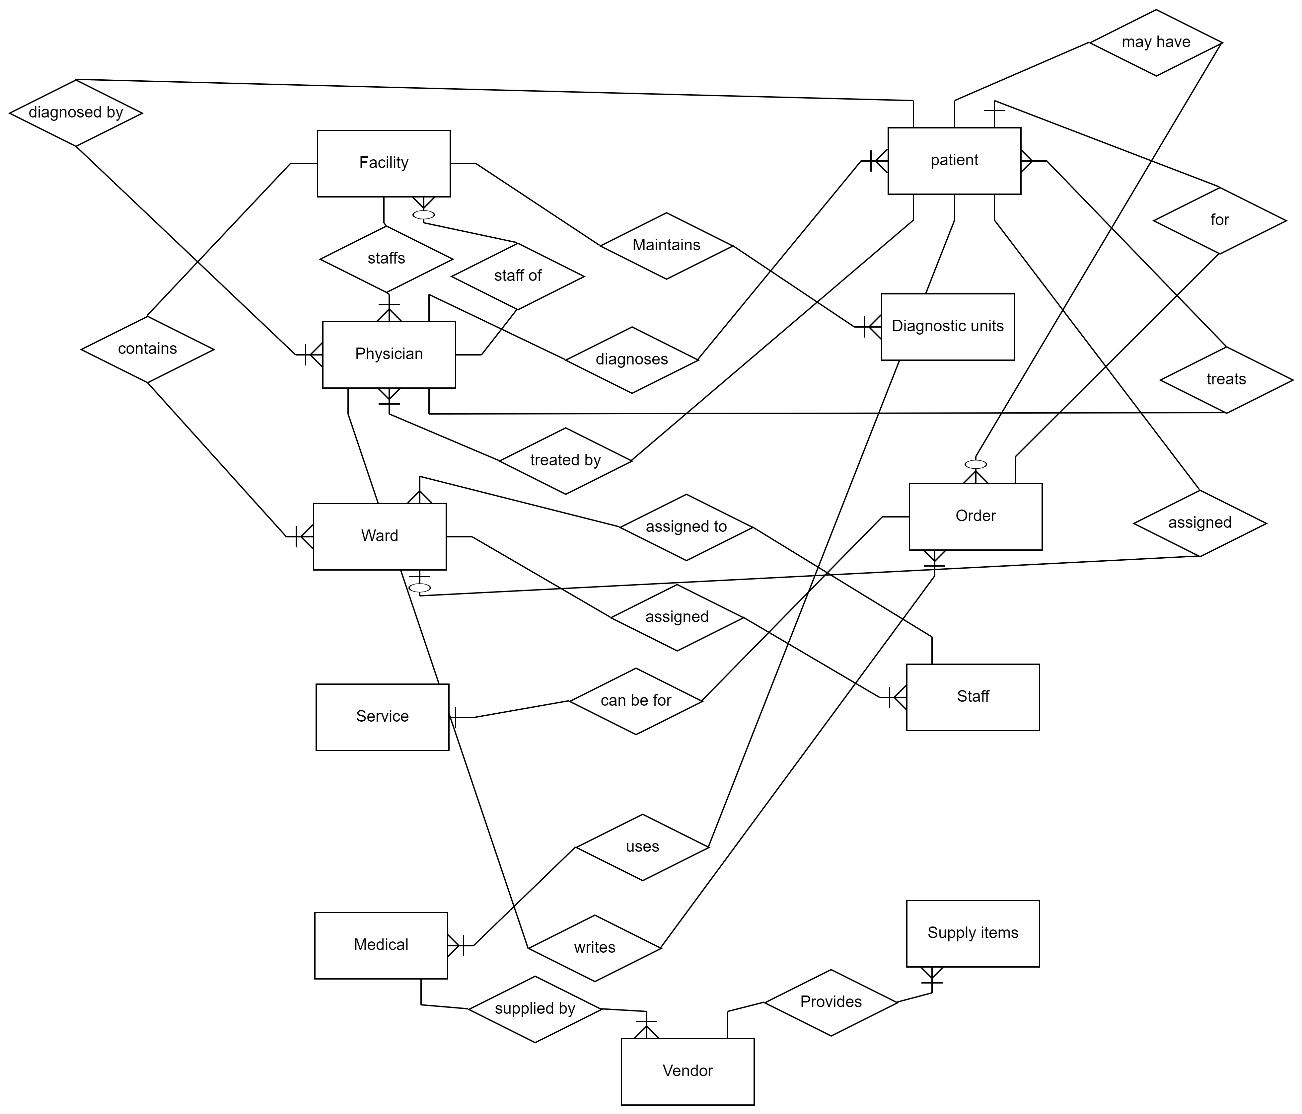 may have
diagnosed by
Facility
patient
for
Maintains
staffs
staff of
Diagnostic units
contains
Physician
diagnoses
treats
treated by
Order
assigned to
assigned
Ward
assigned
Staff
can be for
Service
uses
Supply items
Medical
writes
Provides
supplied by
Vendor